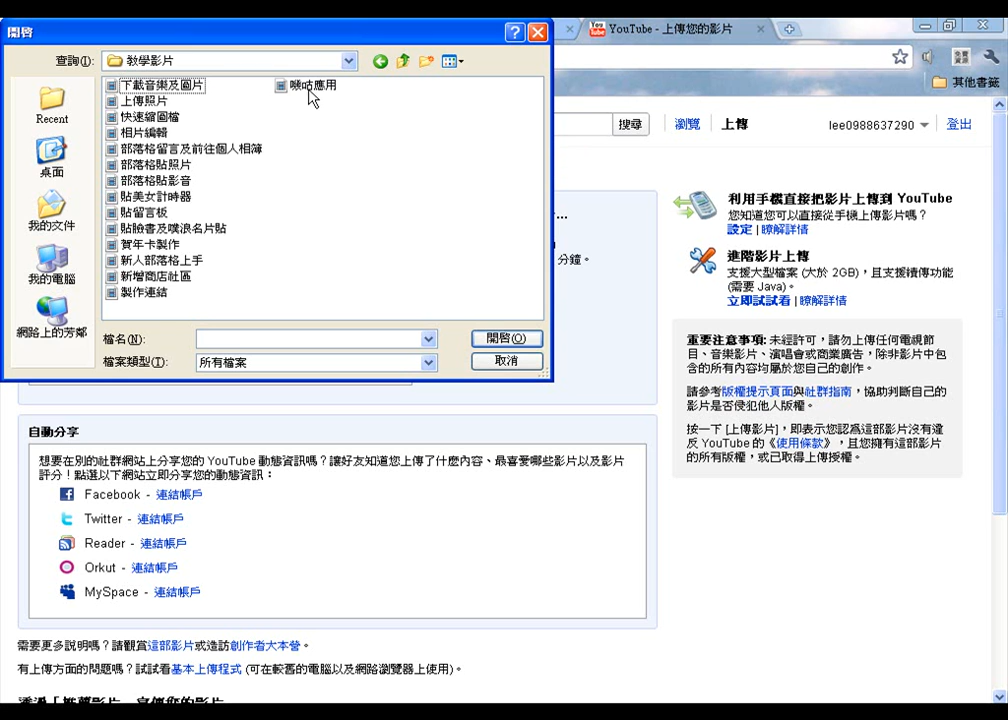 開啓
YouTube - 上傳您的影片
查詢(I):
教學影片
其他書籤
下載音樂及圖片
上傳照片
快速縮圖檔
相片編輯
部落格留言及前往個人相簿
部落格貼照片
部落格貼影音
貼美女計時器
貼留言板
貼臉書及噗浪名片貼
賀年卡製作
新人部落格上手
新增商店社區
製作連結
應用
Recent
桌面
我的文件
我的電腦
網路上的芳鄰
檔名(N):
開啓(O)
檔案類型(T):
所有檔案
取消
搜尋
瀏覽
上傳
lee0988637290
登出
...
分鐘。
利用手機直接把影片上傳到 YouTube
您知道您可以直接從手機上傳影片嗎？
設定 | 瞭解詳情
進階影片上傳
支援大型檔案 (大於 2GB)，且支援續傳功能
(需要 Java)。
立即試試看 | 瞭解詳情
重要注意事項: 未經許可，請勿上傳任何電視節
目、音樂影片、演唱會或商業廣告，除非影片中包
含的所有內容均屬於您自己的創作。
請參考版權提示頁面與社群指南，協助判斷自己的
影片是否侵犯他人版權。
按一下 [上傳影片]，即表示您認為這部影片沒有違
反 YouTube 的《使用條款》，且您擁有這部影片
的所有版權，或已取得上傳授權。
自動分享
想要在別的社群網站上分享您的 YouTube 動態資訊嗎？讓好友知道您上傳了什麼內容、最喜愛哪些影片以及影片
評分！點選以下網站立即分享您的動態資訊：
Facebook - 連結帳戶
Twitter - 連結帳戶
Reader - 連結帳戶
Orkut - 連結帳戶
MySpace - 連結帳戶
需要更多說明嗎？請觀賞這部影片或造訪創作者大本營。
有上傳方面的問題嗎？試試看基本上傳程式 (可在較舊的電腦以及網路瀏覽器上使用)。